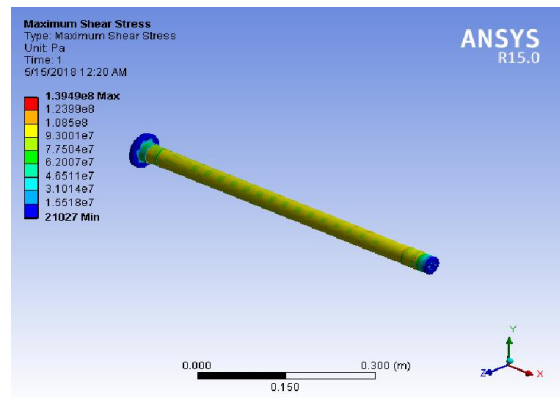 Maximum Shear Stress
Type: Maximum Shear Stress
Unit: Pa
Time: 1
5/15/2018 12:20 AM
ANSYS
R15.0
1.3949e8 Max
1.2399e8
1.085e8
9.3001e7
7.7504e7
6.2007e7
4.6511e7
3.1014e7
1.5518e7
21027 Min
0.000
0.300 (m)
0.150
Y
Z
X